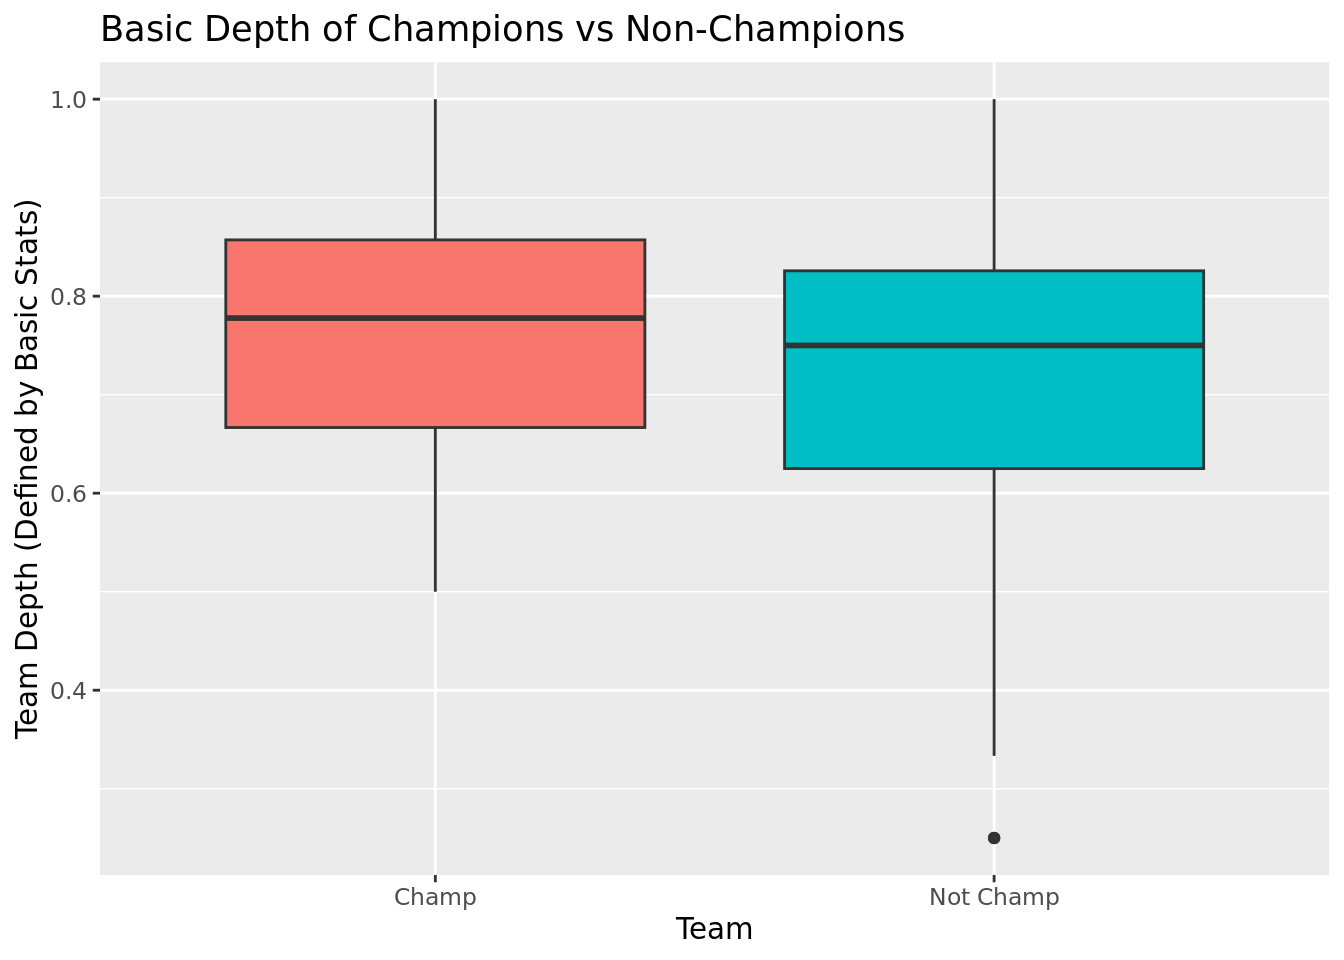 Basic Depth of Champions vs Non-Champions
Team Depth (Defined by Basic Stats)
1.0
0.8
0.6
0.4
Champ
Not Champ
Team